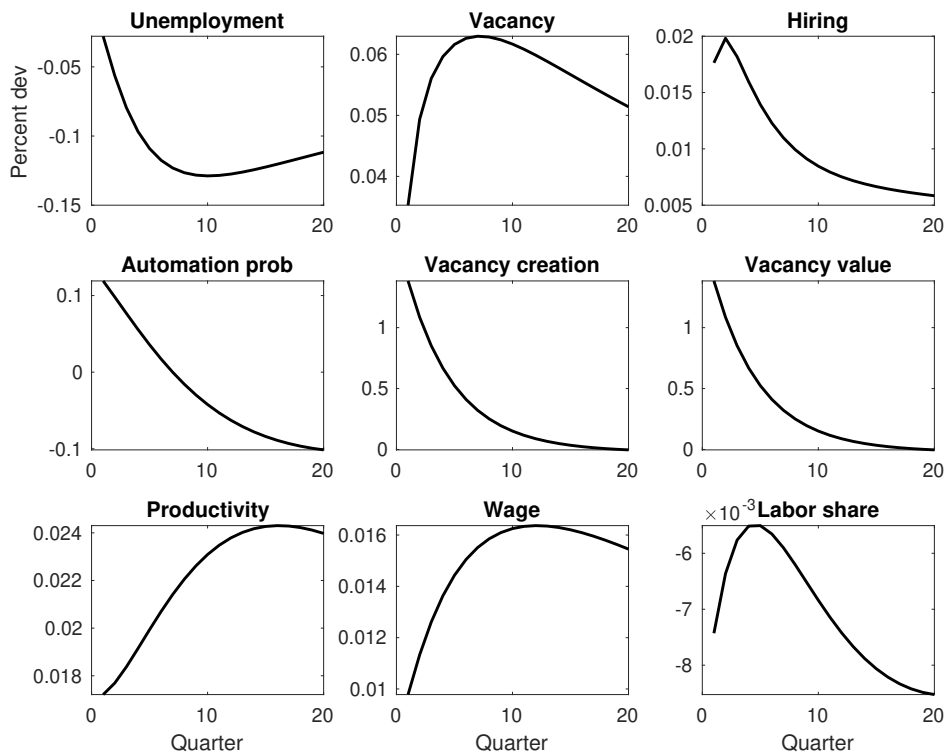 Unemployment Vacancy Hiring
Percent dev
-0.05
-0.1
-0.15
0 10 20
0.06
0.05
0.04
0 10 20
0.02
0.015
0.01
0.005
0 10 20
Automation prob Vacancy creation Vacancy value
0.1
0
-0.1
0 10 20
1
0.5
0
0 10 20
1
0.5
0
0 10 20
Productivity Wage Labor share
0.024
0.022
0.02
0.018
0 10 20
Quarter
0.016
0.014
0.012
0.01
0 10 20
Quarter
×10⁻³
-6
-7
-8
0 10 20
Quarter